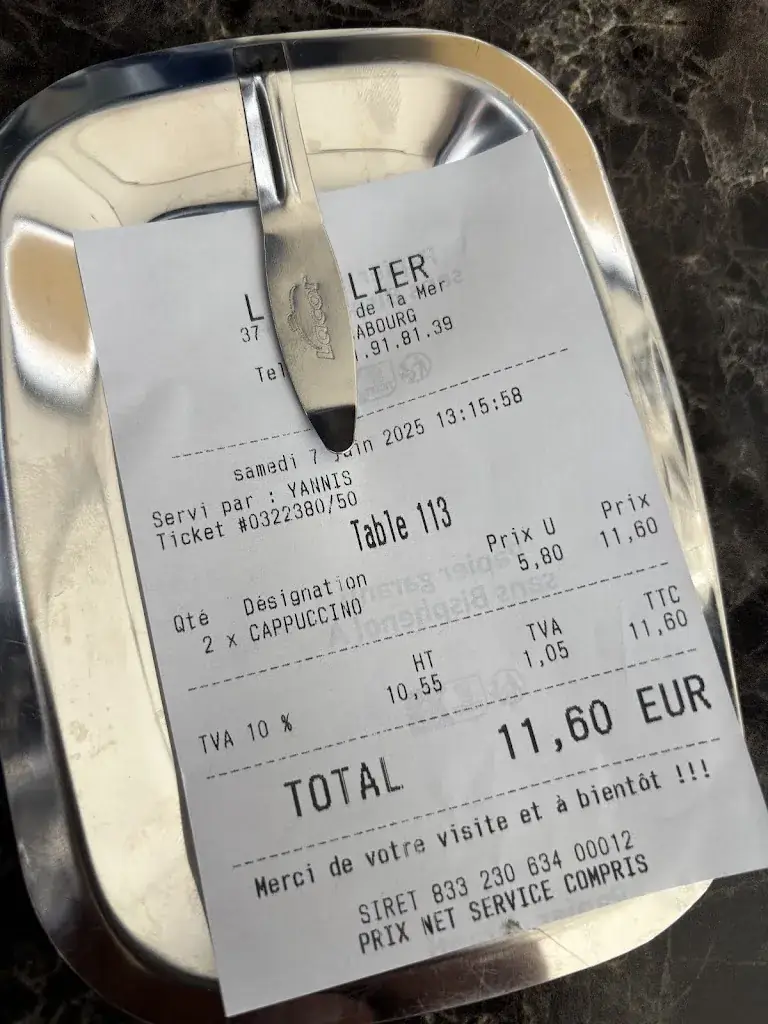 LIER
37 de la Mer
ABOURG
Tel .91.81.39
samedi 7 juin 2025 13:15:58
Servi par : YANNIS
Ticket #0322380/50
Table 113
Qté Désignation Prix U Prix
2 x CAPPUCCINO 5,80 11,60
HT TVA TTC
TVA 10 % 10,55 1,05 11,60
TOTAL 11,60 EUR
Merci de votre visite et à bientôt !!!
SIRET 833 230 634 00012
PRIX NET SERVICE COMPRIS
Lacor